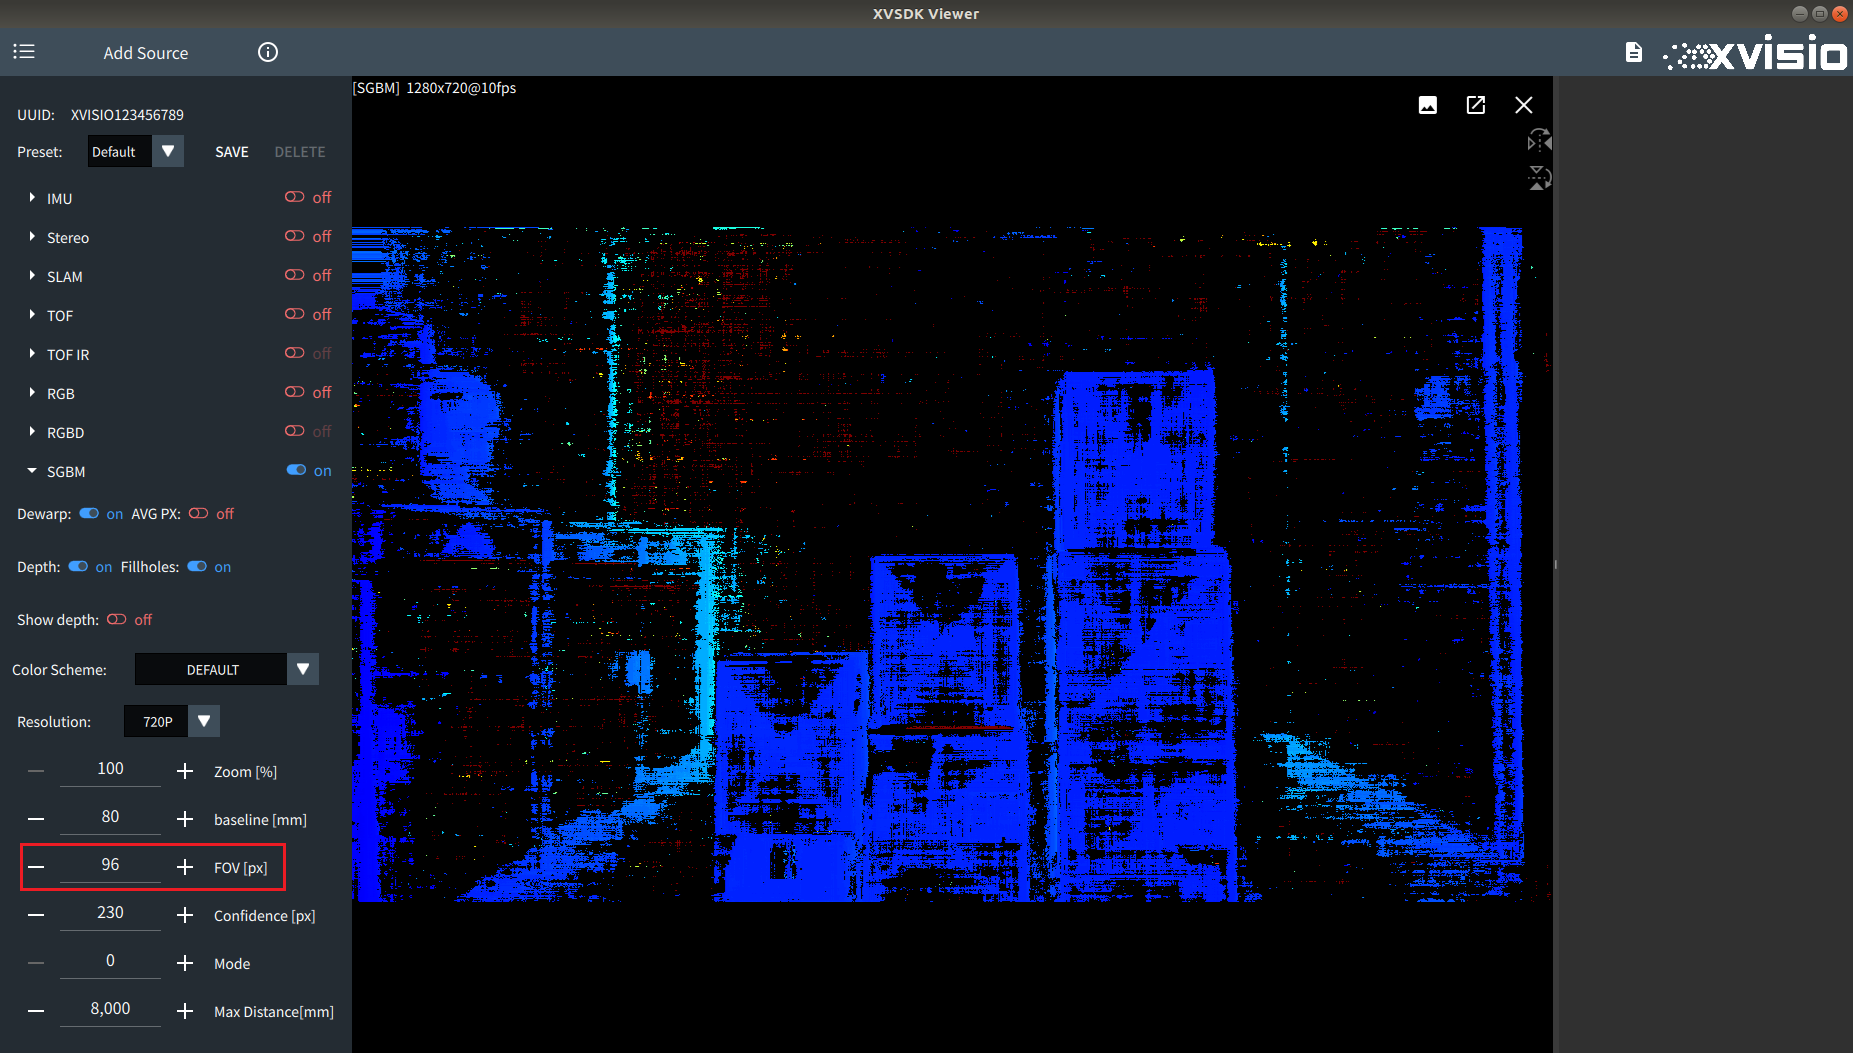 XVSDK Viewer
Add Source
xvisio
UUID: XVISIO123456789
Preset: Default SAVE DELETE
IMU off
Stereo off
SLAM off
TOF off
TOF IR off
RGB off
RGBD off
SGBM on
Dewarp: on AVG PX: off
Depth: on Fillholes: on
Show depth: off
Color Scheme: DEFAULT
Resolution: 720P
100 Zoom [%]
80 baseline [mm]
96 FOV [px]
230 Confidence [px]
0 Mode
8,000 Max Distance[mm]
[SGBM] 1280x720@10fps